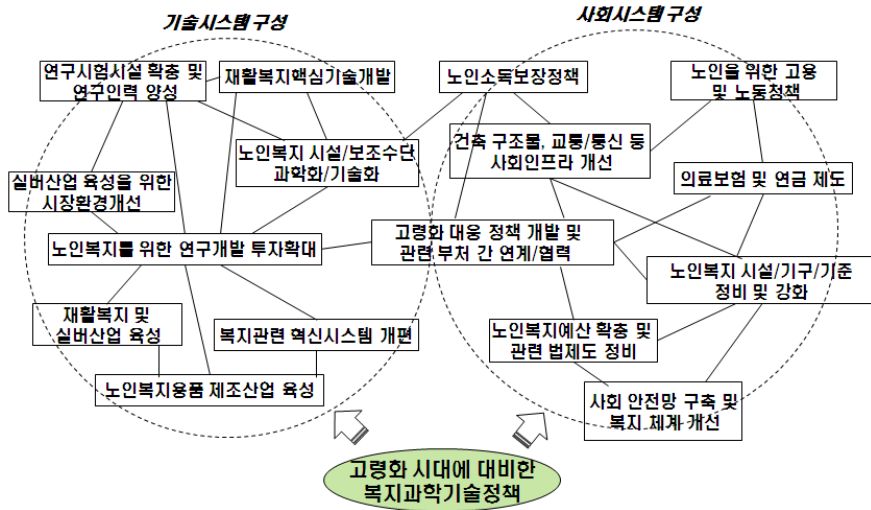 기술시스템 구성
사회시스템 구성
연구시험시설 확충 및
연구인력 양성
재활복지핵심기술개발
노인소득보장정책
노인을 위한 고용
및 노동정책
노인복지 시설/보조수단
과학화/기술화
건축 구조물, 교통/통신 등
사회인프라 개선
실버산업 육성을 위한
시장환경개선
의료보험 및 연금 제도
노인복지를 위한 연구개발 투자확대
고령화 대응 정책 개발 및
관련 부처 간 연계/협력
노인복지 시설/기구/기준
정비 및 강화
재활복지 및
실버산업 육성
복지관련 혁신시스템 개편
노인복지예산 확충 및
관련 법제도 정비
노인복지용품 제조산업 육성
사회 안전망 구축 및
복지 체계 개선
고령화 시대에 대비한
복지과학기술정책